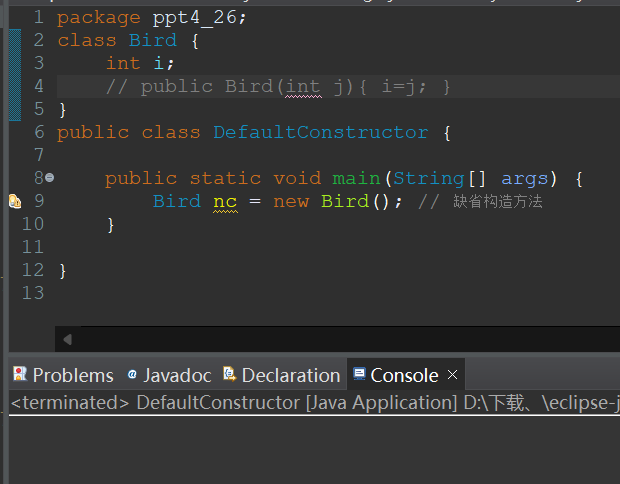 1 package ppt4_26;
2 class Bird {
3 int i;
4 // public Bird(int j){ i=j; }
5 }
6 public class DefaultConstructor {
7
8 public static void main(String[] args) {
9 Bird nc = new Bird(); // 缺省构造方法
10 }
11
12 }
13
Problems Javadoc Declaration Console
<terminated> DefaultConstructor [Java Application] D:\下载、\eclipse-j